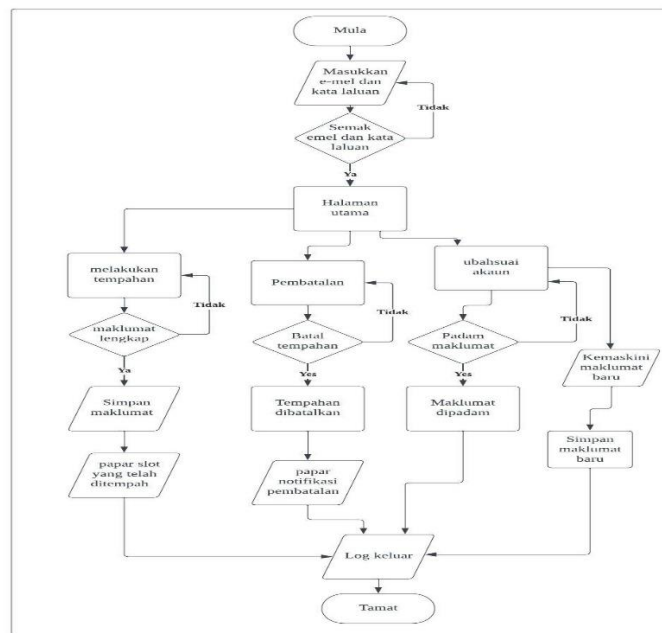 Mula
Masukkan
e-mel dan
kata laluan
Tidak
Semak
emel dan kata
laluan
Ya
Halaman
utama
melakukan
tempahan
Tidak
maklumat
lengkap
Ya
Simpan
maklumat
papar slot
yang telah
ditempah
Pembatalan
Tidak
Batal
tempahan
Yes
Tempahan
dibatalkan
papar
notifikasi
pembatalan
ubahsuai
akaun
Tidak
Padam
maklumat
Yes
Maklumat
dipadam
Kemaskini
maklumat
baru
Simpan
maklumat
baru
Log keluar
Tamat